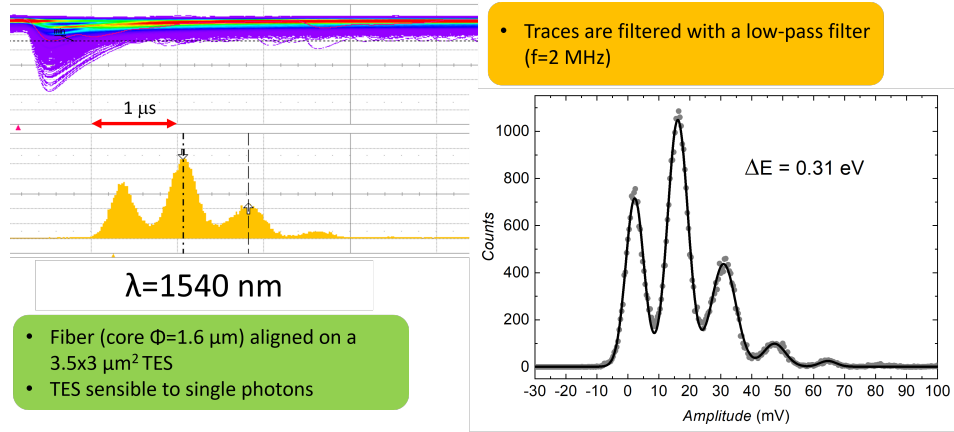 • Traces are filtered with a low-pass filter
(f=2 MHz)
1 μs
λ=1540 nm
• Fiber (core Φ=1.6 μm) aligned on a
3.5x3 μm² TES
• TES sensible to single photons
ΔE = 0.31 eV
Counts
1000
800
600
400
200
0
-30 -20 -10 0 10 20 30 40 50 60 70 80 90 100
Amplitude (mV)